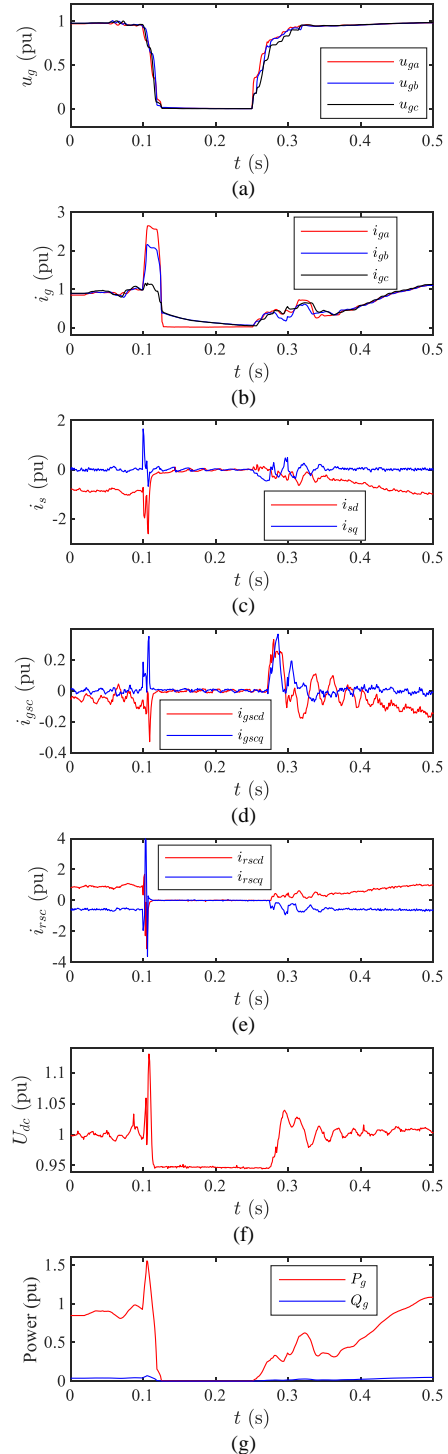 u_g (pu)
1
0.5
0
u_ga
u_gb
u_gc
0 0.1 0.2 0.3 0.4 0.5
t (s)
(a)
i_g (pu)
3
2
1
0
i_ga
i_gb
i_gc
0 0.1 0.2 0.3 0.4 0.5
t (s)
(b)
i_s (pu)
2
0
-2
i_sd
i_sq
0 0.1 0.2 0.3 0.4 0.5
t (s)
(c)
i_gsc (pu)
0.2
0
-0.2
-0.4
i_gscd
i_gscq
0 0.1 0.2 0.3 0.4 0.5
t (s)
(d)
i_rsc (pu)
4
2
0
-2
-4
i_rscd
i_rscq
0 0.1 0.2 0.3 0.4 0.5
t (s)
(e)
U_dc (pu)
1.1
1.05
1
0.95
0 0.1 0.2 0.3 0.4 0.5
t (s)
(f)
Power (pu)
1.5
1
0.5
0
P_g
Q_g
0 0.1 0.2 0.3 0.4 0.5
t (s)
(g)